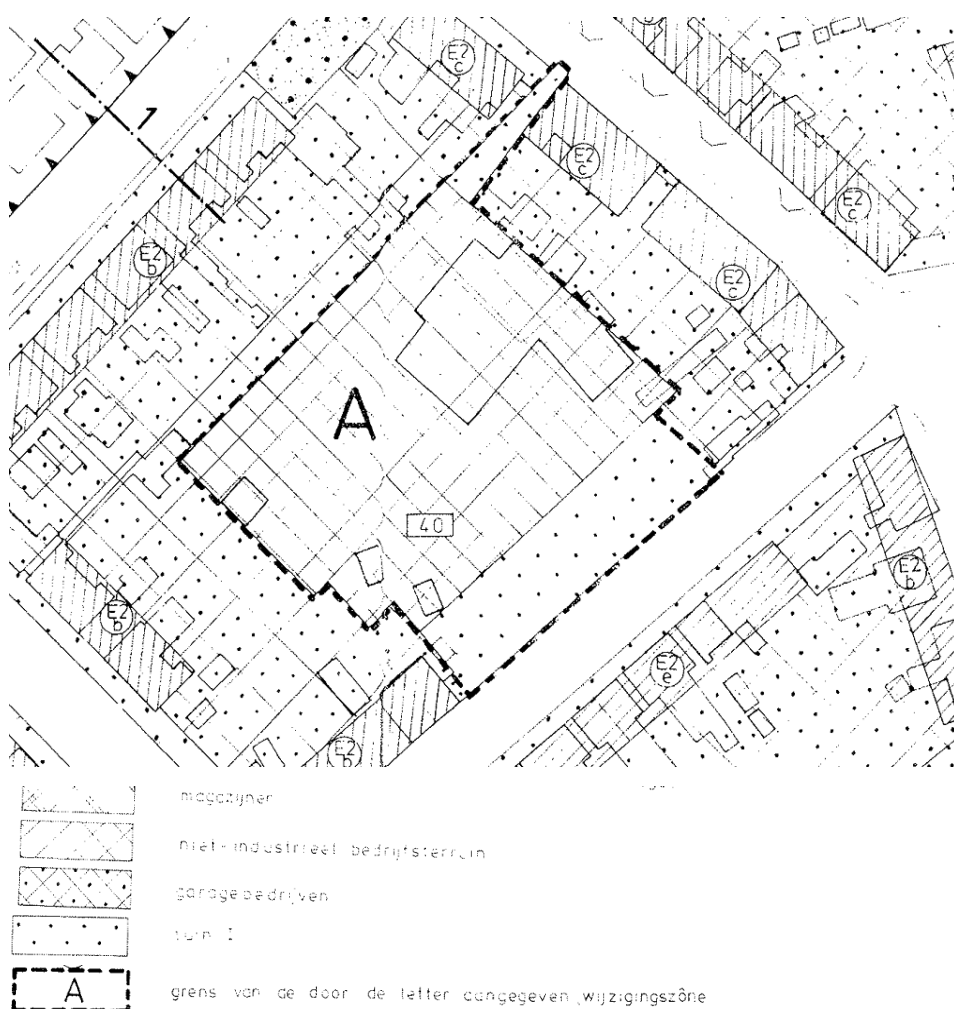 E2
c
1
E2
c
E2
c
E2
b
E2
c
A
40
E2
b
E2
b
E2
e
E2
b
magazijnen
niet-industrieel bedrijfsterrein
garagebedrijven
tuin I
A
grens van de door de letter aangegeven wijzigingszône